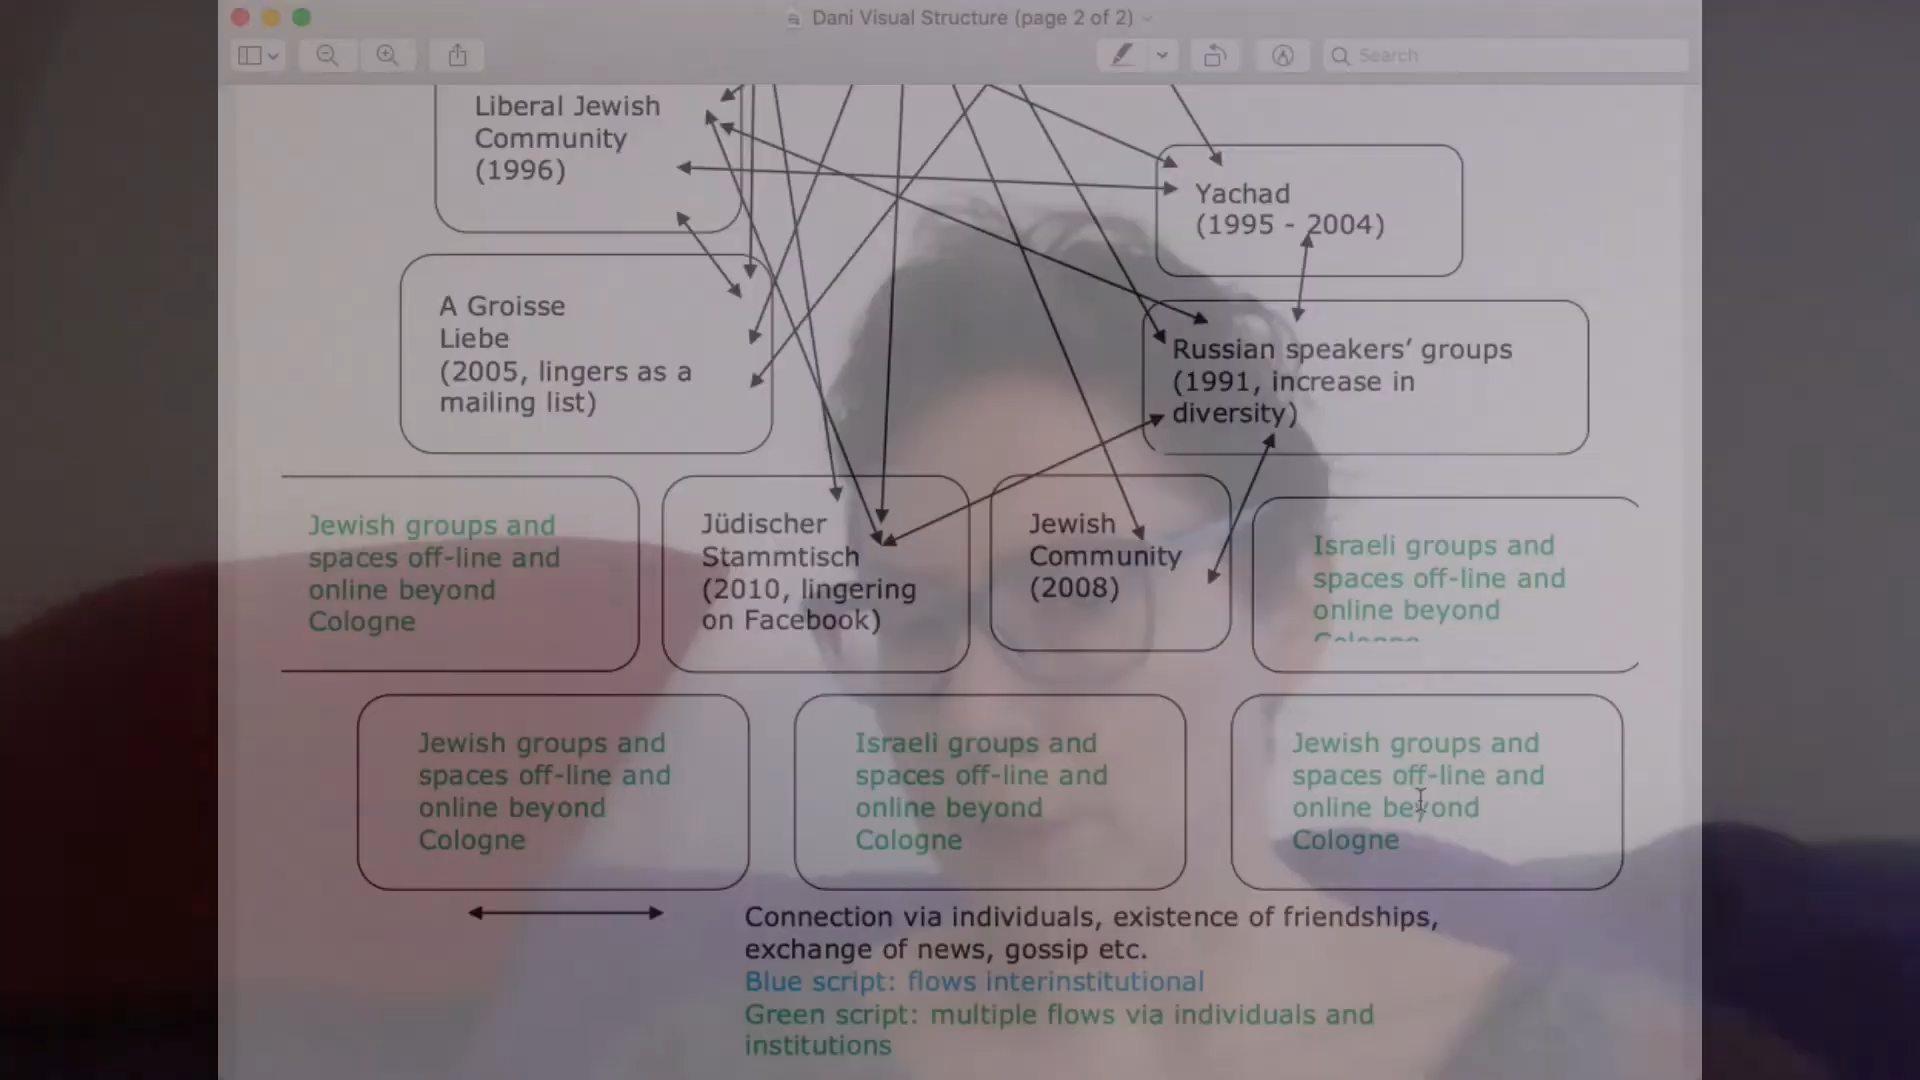 Dani Visual Structure (page 2 of 2)
Search
Liberal Jewish
Community
(1996)
Yachad
(1995 - 2004)
A Groisse
Liebe
(2005, lingers as a
mailing list)
Russian speakers’ groups
(1991, increase in
diversity)
Jewish groups and
spaces off-line and
online beyond
Cologne
Jüdischer
Stammtisch
(2010, lingering
on Facebook)
Jewish
Community
(2008)
Israeli groups and
spaces off-line and
online beyond
Cologne
Jewish groups and
spaces off-line and
online beyond
Cologne
Israeli groups and
spaces off-line and
online beyond
Cologne
Jewish groups and
spaces off-line and
online beyond
Cologne
Connection via individuals, existence of friendships,
exchange of news, gossip etc.
Blue script: flows interinstitutional
Green script: multiple flows via individuals and
institutions